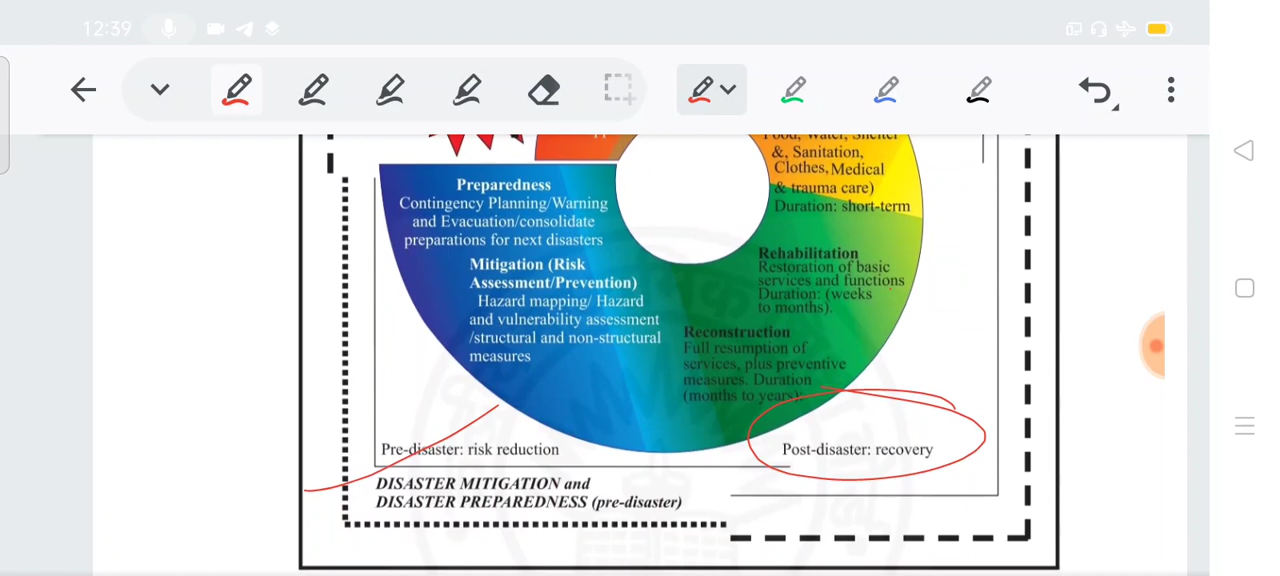 12:39
Food, Water, Shelter
&, Sanitation,
Clothes, Medical
& trauma care)
Duration: short-term
Preparedness
Contingency Planning/Warning
and Evacuation/consolidate
preparations for next disasters
Mitigation (Risk
Assessment/Prevention)
Hazard mapping/ Hazard
and vulnerability assessment
/structural and non-structural
measures
Rehabilitation
Restoration of basic
services and functions
Duration: (weeks
to months).
Reconstruction
Full resumption of
services, plus preventive
measures. Duration
(months to years).
Pre-disaster: risk reduction
Post-disaster: recovery
DISASTER MITIGATION and
DISASTER PREPAREDNESS (pre-disaster)